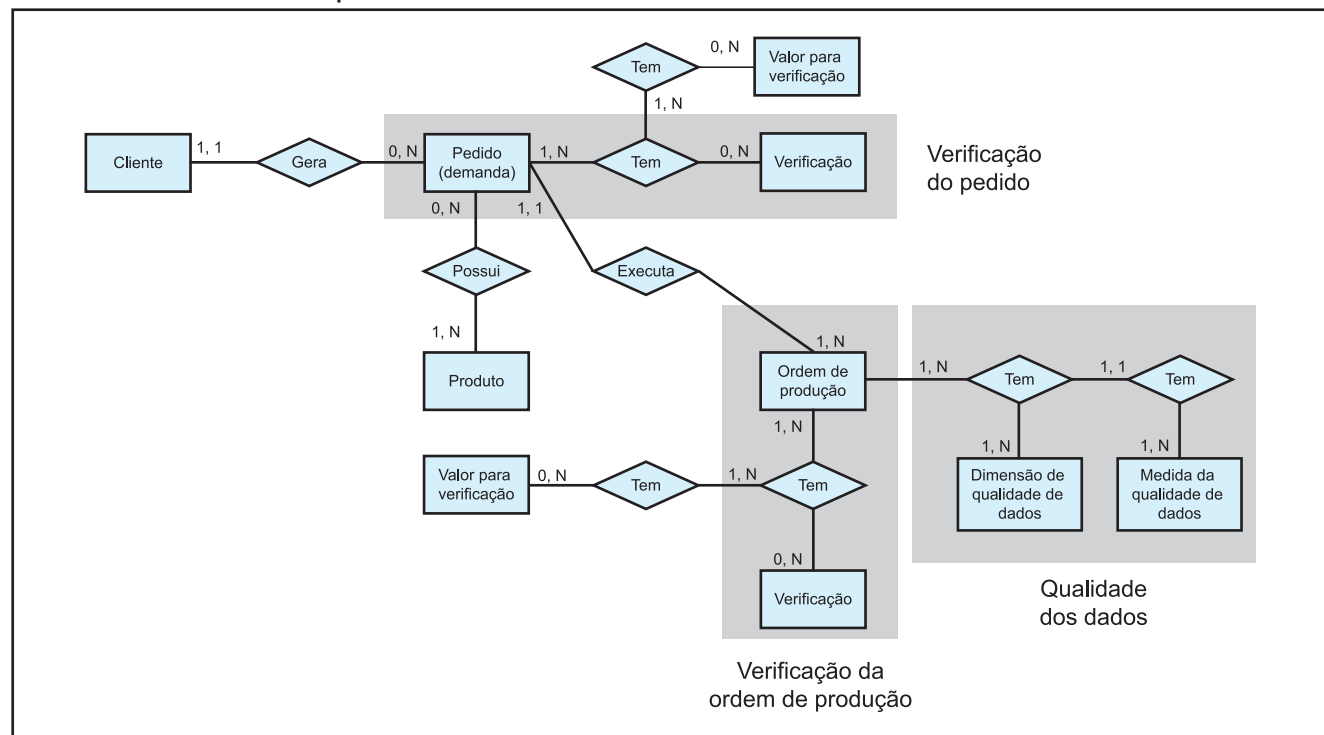 0, N
Tem
Valor para
verificação
1, N
Cliente
1, 1
Gera
0, N
Pedido
(demanda)
1, N
Tem
0, N
Verificação
Verificação
do pedido
0, N
1, 1
Possui
Executa
1, N
Produto
1, N
Ordem de
produção
1, N
Tem
1, 1
Tem
1, N
1, N
1, N
Valor para
verificação
0, N
Tem
1, N
Tem
Dimensão de
qualidade de
dados
Medida da
qualidade de
dados
0, N
Verificação
Qualidade
dos dados
Verificação da
ordem de produção